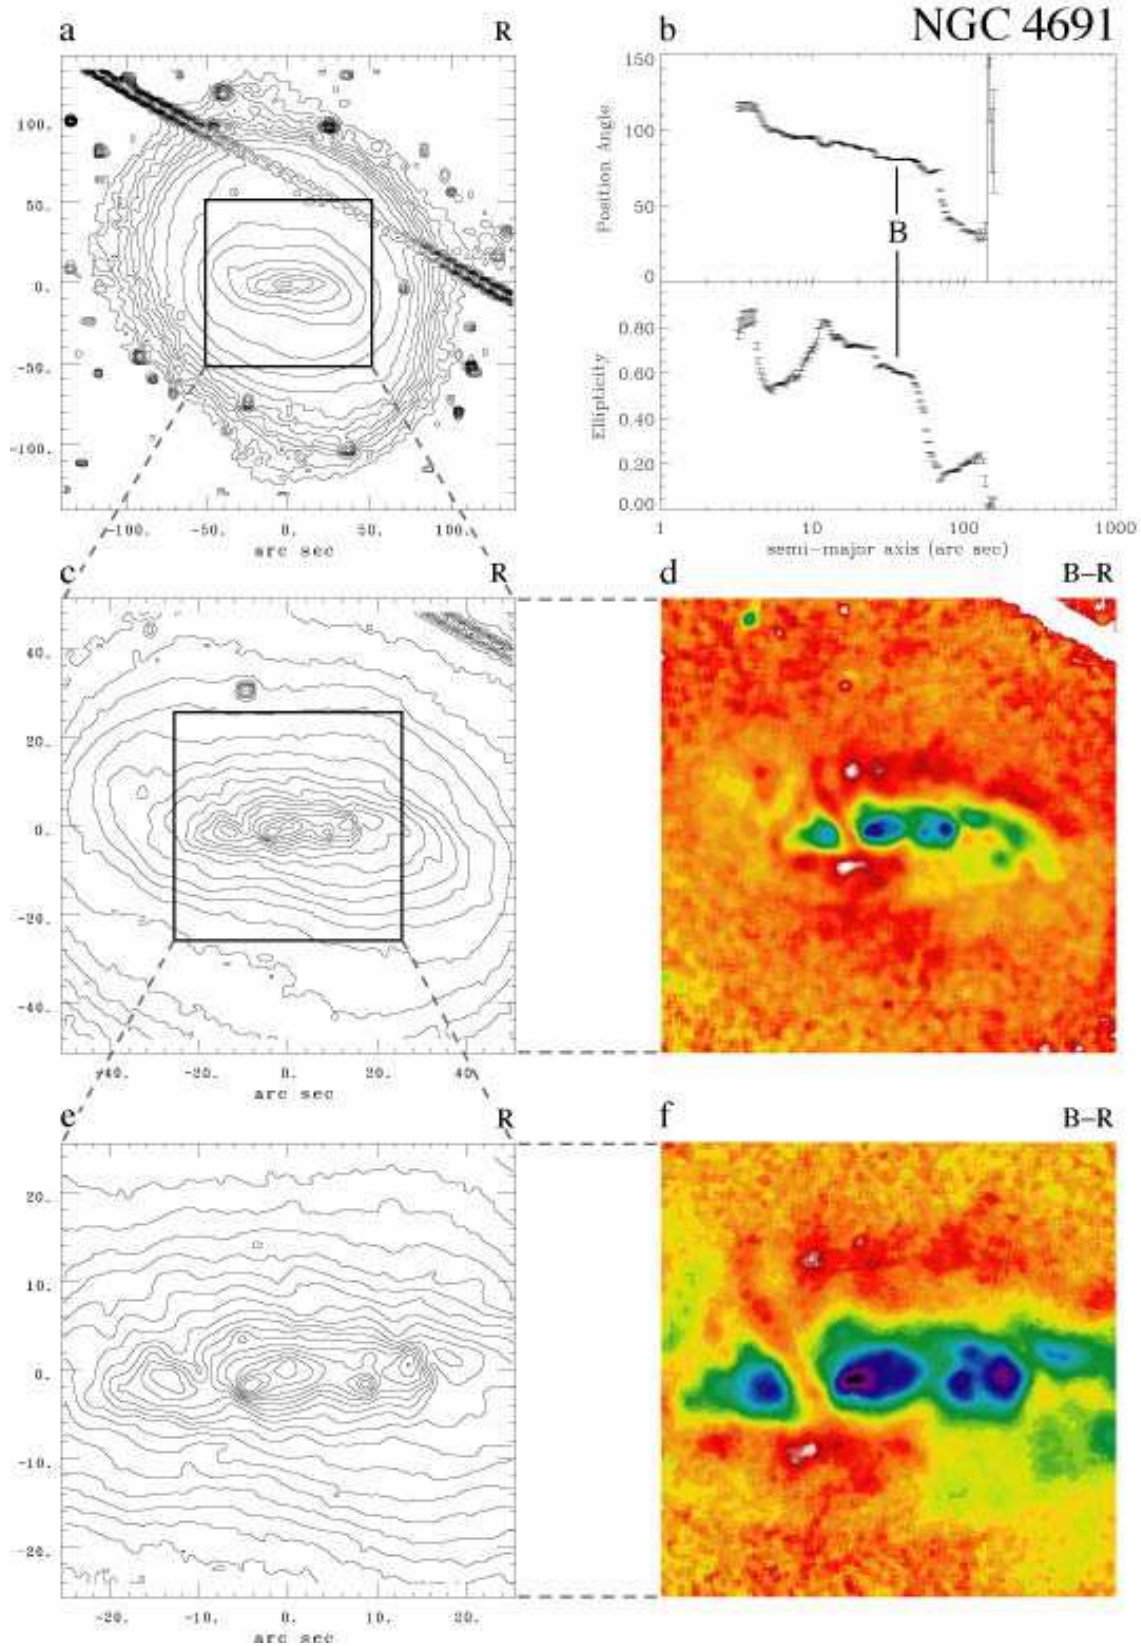 NGC 4691
a R
100.
50.
0.
-50.
-100.
-100. -50. 0. 50. 100.
arc sec
b
150
100
50
0
Position Angle
B
0.80
0.60
0.40
0.20
0.00
Ellipticity
1 10 100 1000
semi-major axis (arc sec)
c R
40.
20.
0.
-20.
-40.
-40. -20. 0. 20. 40.
arc sec
d B-R
e R
20.
10.
0.
-10.
-20.
-20. -10. 0. 10. 20.
arc sec
f B-R